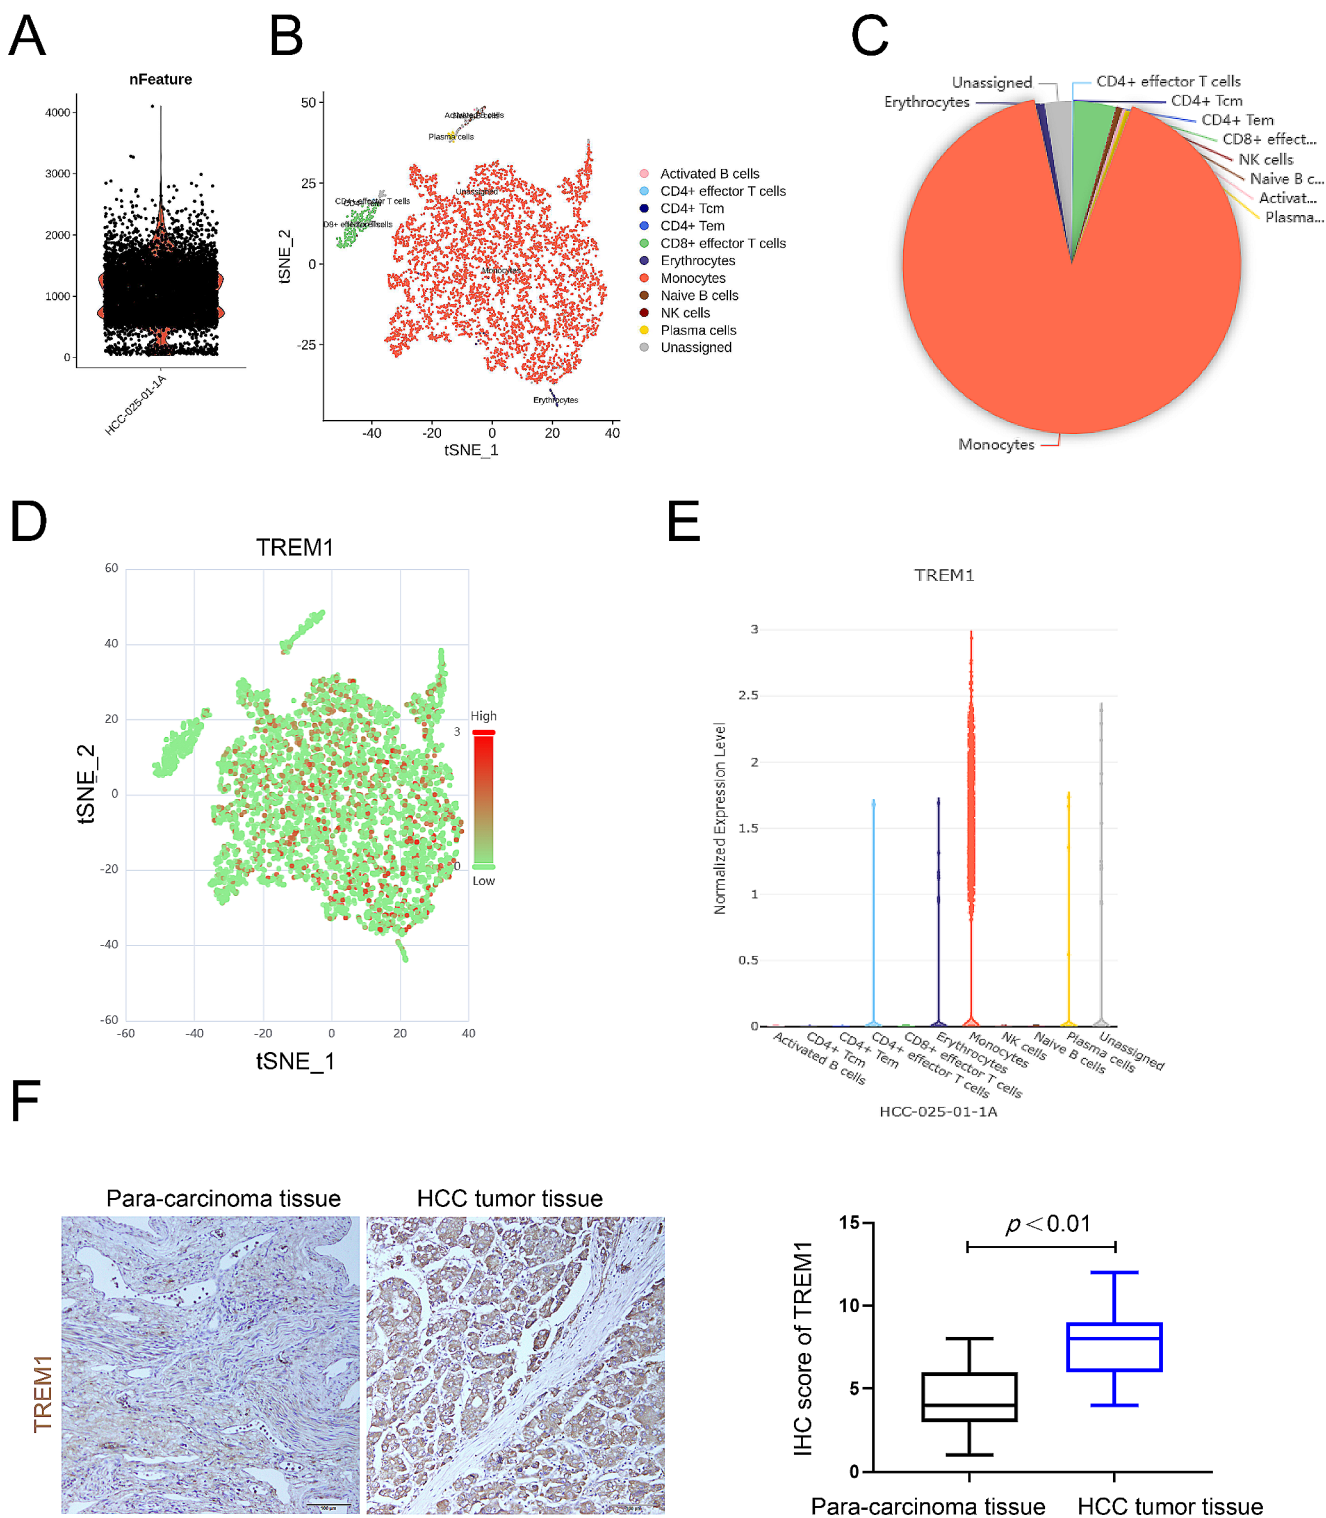 A
nFeature
4000
3000
2000
1000
0
HCC-025-01-1A
B
50
25
0
-25
-40
-20
0
20
40
tSNE_1
tSNE_2
Plasma cells
Unassigned
CD4+ effector T cells
Monocytes
Erythrocytes
Activated B cells
CD4+ effector T cells
CD4+ Tcm
CD4+ Tem
CD8+ effector T cells
Erythrocytes
Monocytes
Naive B cells
NK cells
Plasma cells
Unassigned
C
Unassigned
Erythrocytes
CD4+ effector T cells
CD4+ Tcm
CD4+ Tem
CD8+ effect...
NK cells
Naive B c...
Activat...
Plasma...
Monocytes
D
TREM1
60
40
20
0
-20
-40
-60
-60
-40
-20
0
20
40
tSNE_1
tSNE_2
High
3
0
Low
E
TREM1
3
2.5
2
1.5
1
0.5
0
Normalized Expression Level
Activated B cells
CD4+ Tcm
CD4+ Tem
CD4+ effector T cells
CD8+ effector T cells
Erythrocytes
Monocytes
NK cells
Naive B cells
Plasma cells
Unassigned
HCC-025-01-1A
F
Para-carcinoma tissue
HCC tumor tissue
TREM1
100 μm
15
10
5
0
IHC score of TREM1
p<0.01
Para-carcinoma tissue
HCC tumor tissue